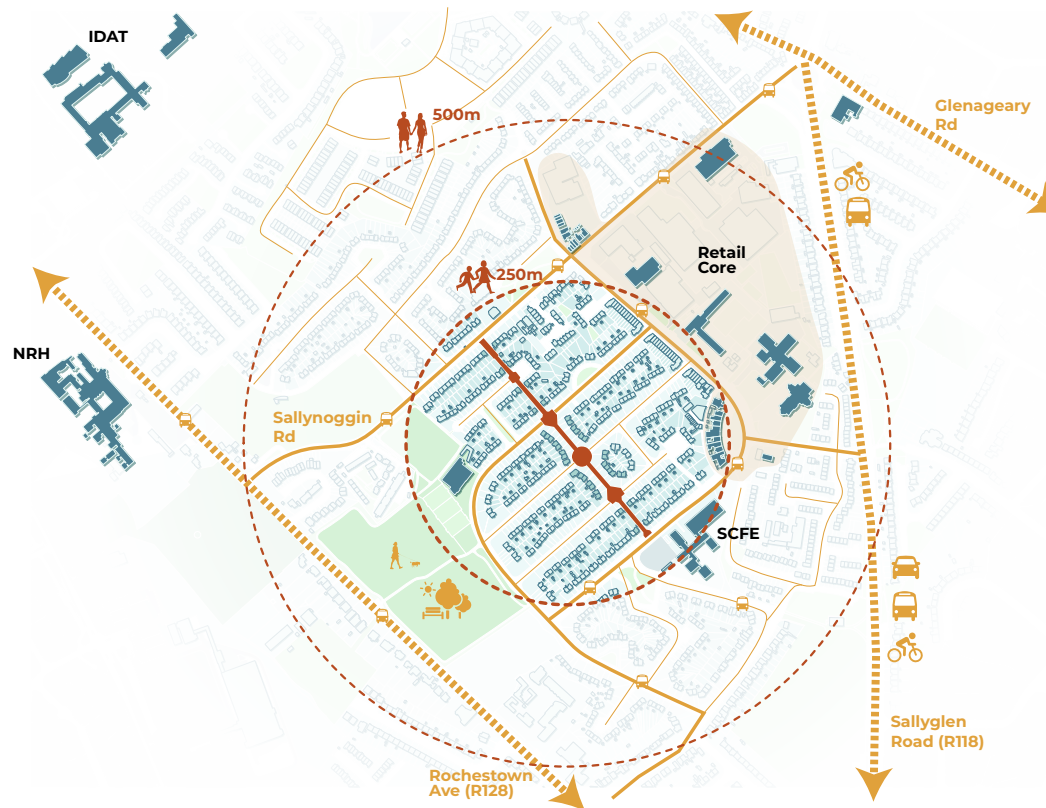 IDAT
500m
Glenageary
Rd
Retail
Core
250m
NRH
Sallynoggin
Rd
SCFE
Sallyglen
Road (R118)
Rochestown
Ave (R128)